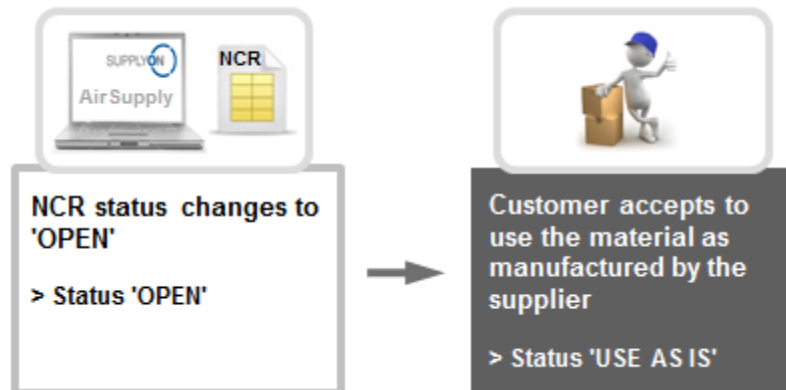 SUPPLYON
AirSupply
NCR
NCR status changes to
'OPEN'
> Status 'OPEN'
Customer accepts to
use the material as
manufactured by the
supplier
> Status 'USE AS IS'